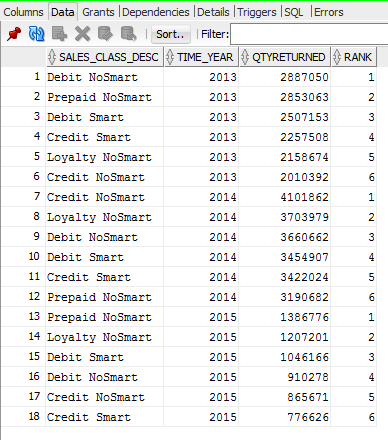 Columns Data Grants Dependencies Details Triggers SQL Errors
Sort.. Filter:
SALES_CLASS_DESC TIME_YEAR QTYRETURNED RANK
1 Debit NoSmart 2013 2887050 1
2 Prepaid NoSmart 2013 2853063 2
3 Debit Smart 2013 2507153 3
4 Credit Smart 2013 2257508 4
5 Loyalty NoSmart 2013 2158674 5
6 Credit NoSmart 2013 2010392 6
7 Credit NoSmart 2014 4101862 1
8 Loyalty NoSmart 2014 3703979 2
9 Debit NoSmart 2014 3660662 3
10 Debit Smart 2014 3454907 4
11 Credit Smart 2014 3422024 5
12 Prepaid NoSmart 2014 3190682 6
13 Prepaid NoSmart 2015 1386776 1
14 Loyalty NoSmart 2015 1207201 2
15 Debit Smart 2015 1046166 3
16 Debit NoSmart 2015 910278 4
17 Credit NoSmart 2015 865671 5
18 Credit Smart 2015 776626 6